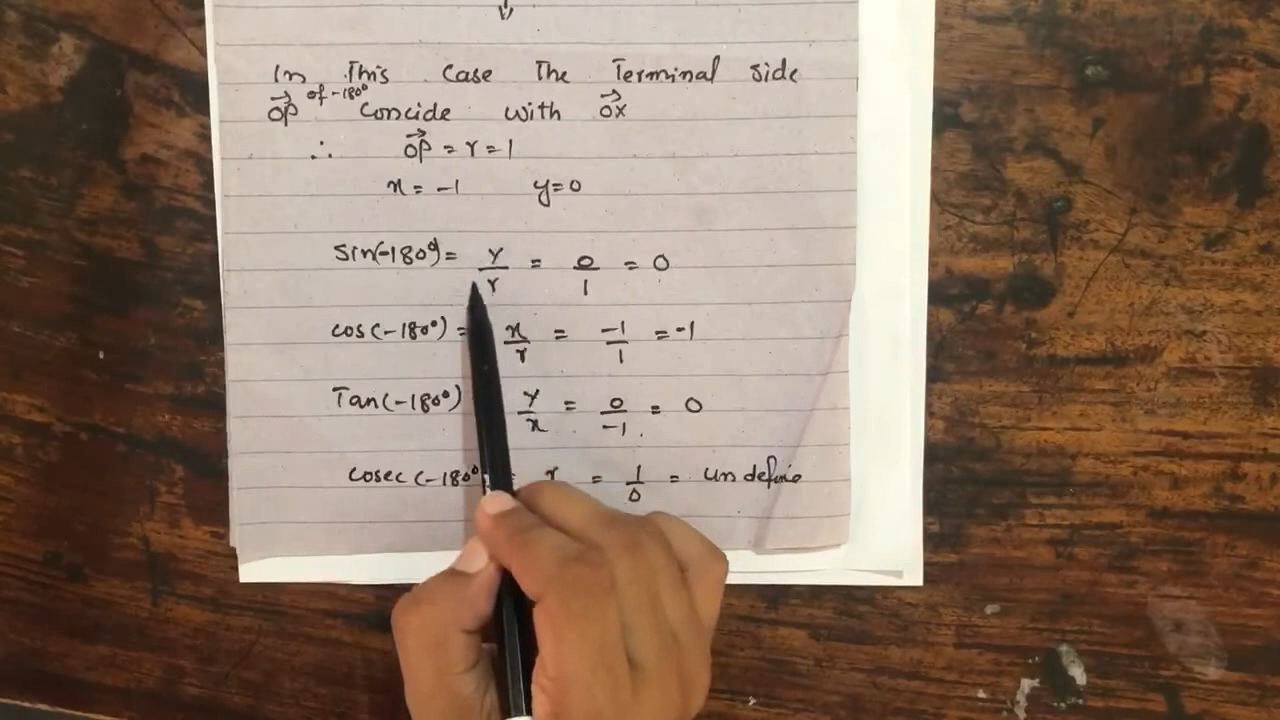 In This Case The Terminal Side
of -180°
OP Concide with OX
∴ OP = r = 1
x = -1 y = 0
Sin(-180°) = y/r = 0/1 = 0
cos(-180°) = x/r = -1/1 = -1
Tan(-180°) y/x = 0/-1 = 0
cosec(-180° = r = 1/0 = undefine